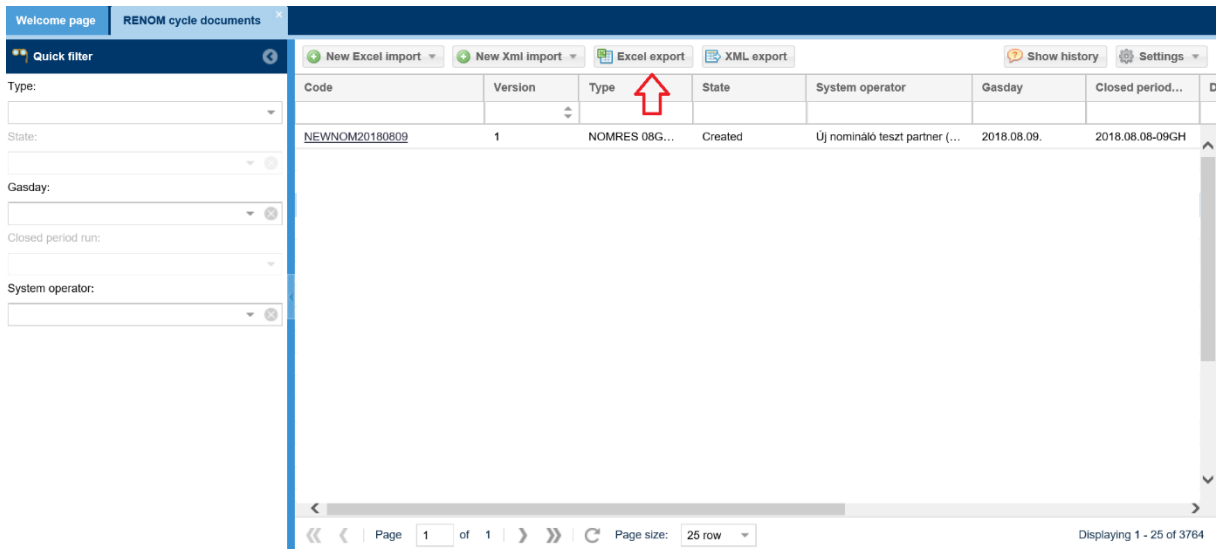 Welcome page
RENOM cycle documents
Quick filter
New Excel import
New Xml import
Excel export
XML export
Show history
Settings
Type:
State:
Gasday:
Closed period run:
System operator:
Code Version Type State System operator Gasday Closed period... D
NEWNOM20180809 1 NOMRES 08G... Created Új nomináló teszt partner (... 2018.08.09. 2018.08.08-09GH
Page 1 of 1 Page size: 25 row Displaying 1 - 25 of 3764